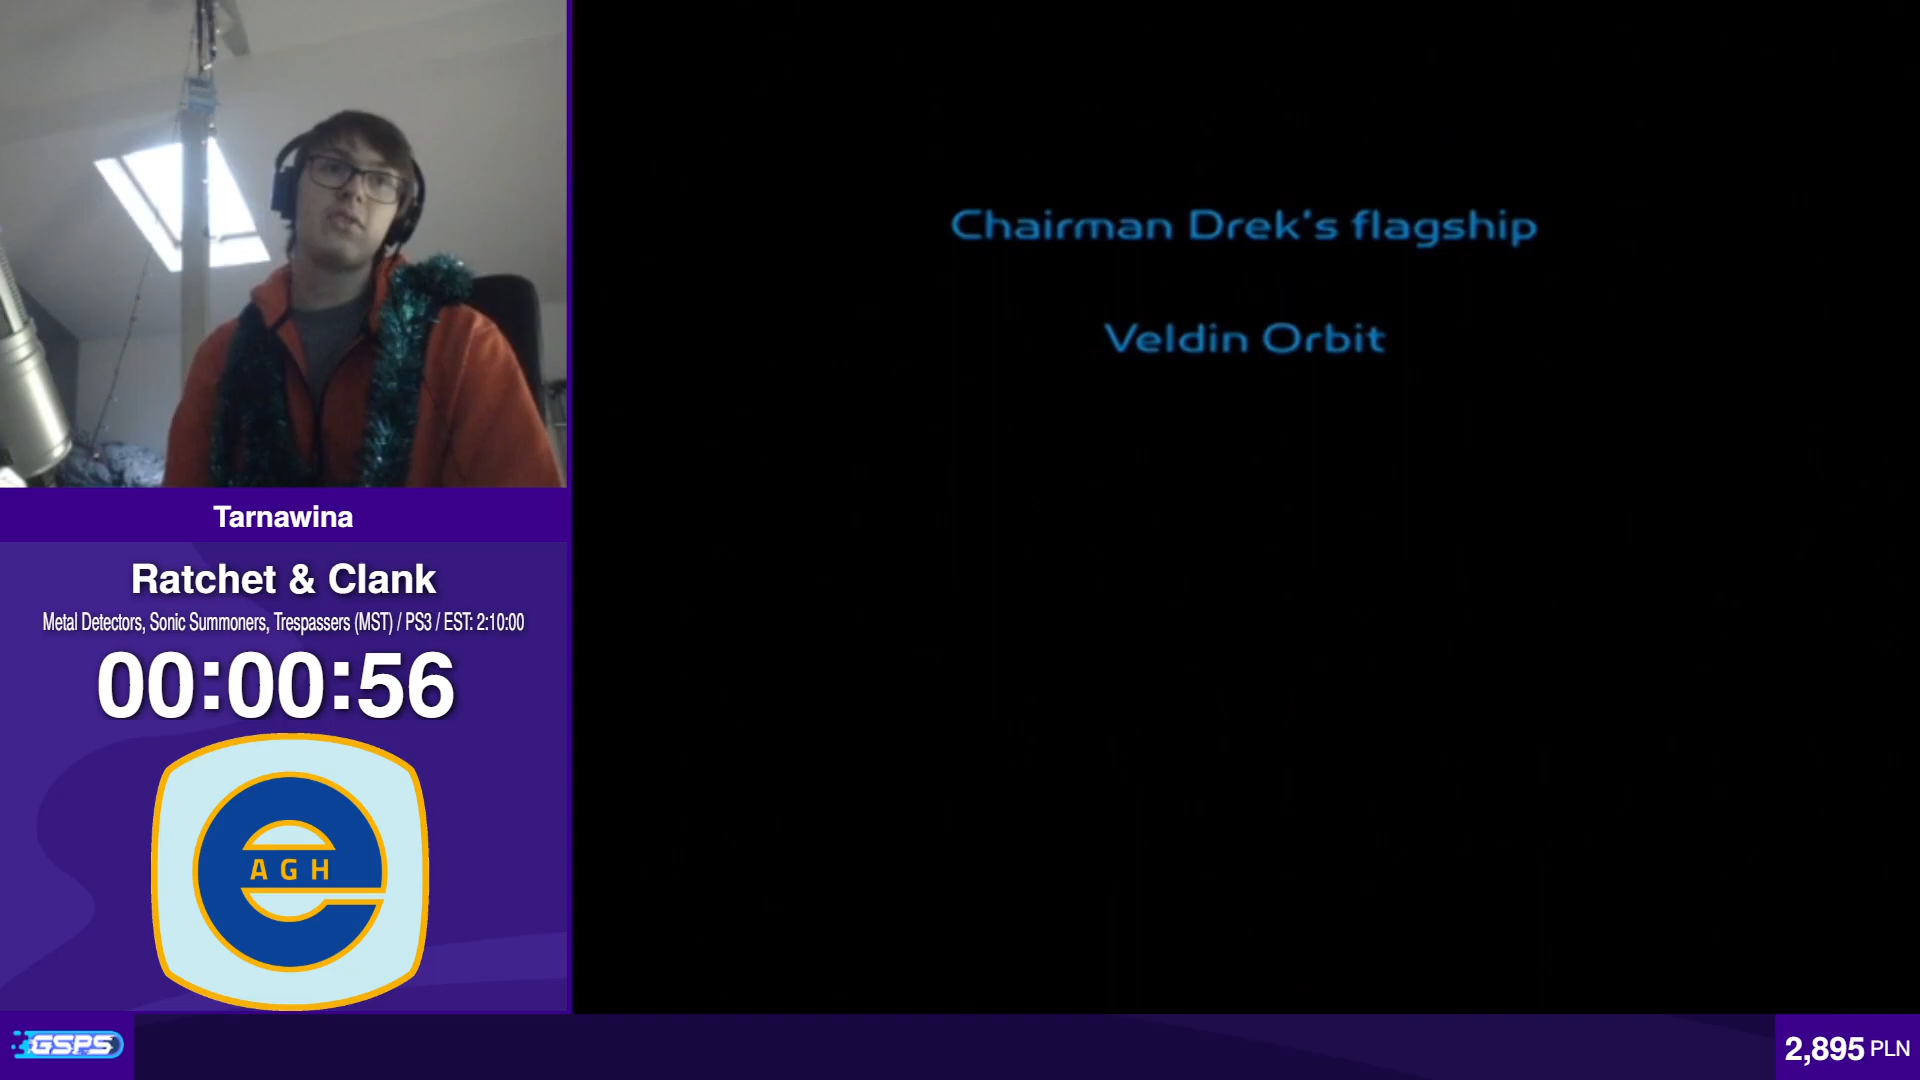 Chairman Drek's flagship
Veldin Orbit
Tarnawina
Ratchet & Clank
Metal Detectors, Sonic Summoners, Trespassers (MST) / PS3 / EST: 2:10:00
00:00:56
AGH
GSPS
2,895 PLN